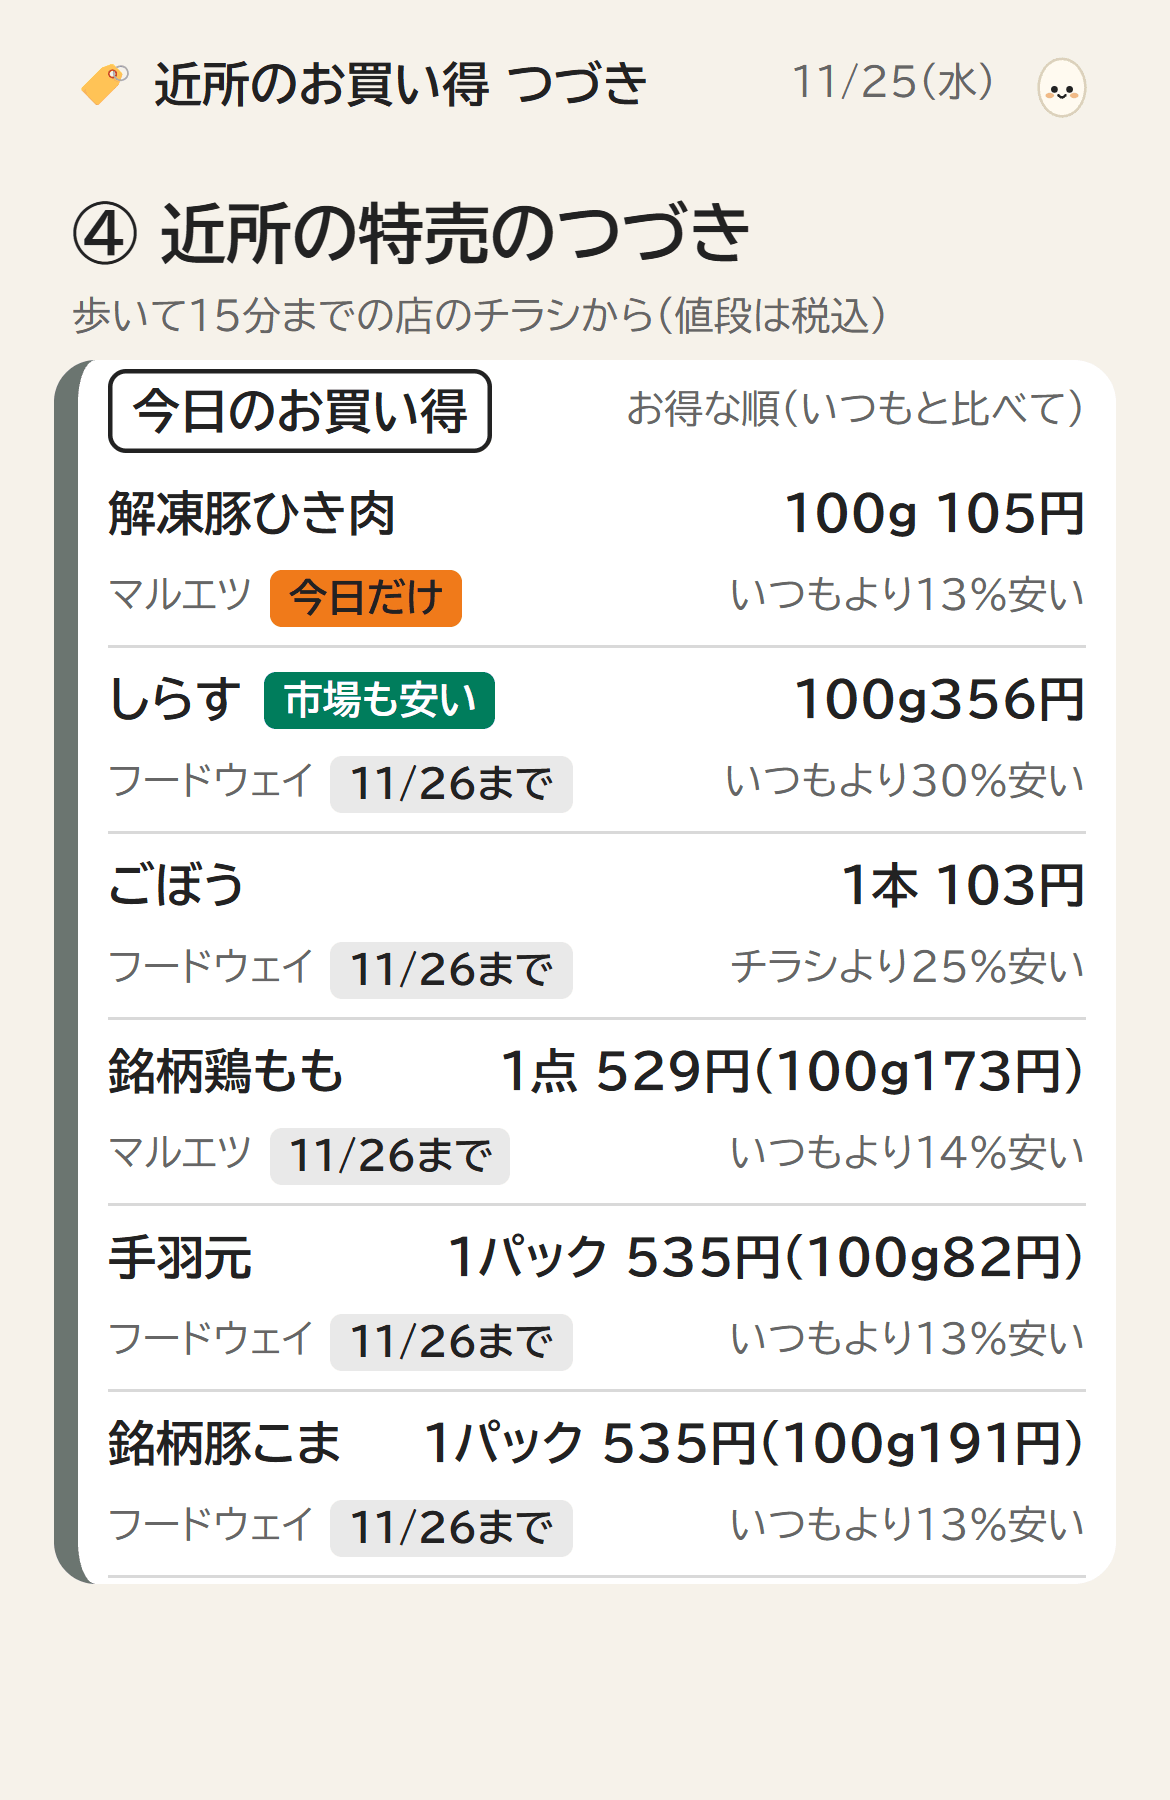 近所のお買い得 つづき
11/25(水)
④ 近所の特売のつづき
歩いて15分までの店のチラシから(値段は税込)
今日のお買い得
お得な順(いつもと比べて)
解凍豚ひき肉 100g 105円
マルエツ 今日だけ いつもより13%安い
しらす 市場も安い 100g356円
フードウェイ 11/26まで いつもより30%安い
ごぼう 1本 103円
フードウェイ 11/26まで チラシより25%安い
銘柄鶏もも 1点 529円(100g173円)
マルエツ 11/26まで いつもより14%安い
手羽元 1パック 535円(100g82円)
フードウェイ 11/26まで いつもより13%安い
銘柄豚こま 1パック 535円(100g191円)
フードウェイ 11/26まで いつもより13%安い